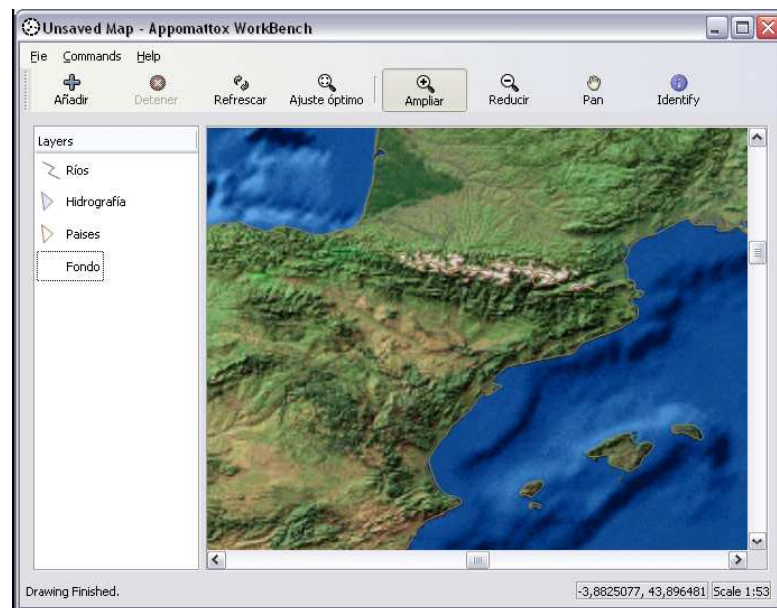 Unsaved Map - Appomattox WorkBench
Fie Commands Help
Añadir Detener Refrescar Ajuste óptimo Ampliar Reducir Pan Identify
Layers
Ríos
Hidrografía
Paises
Fondo
Drawing Finished. -3,8825077, 43,896481 Scale 1:53